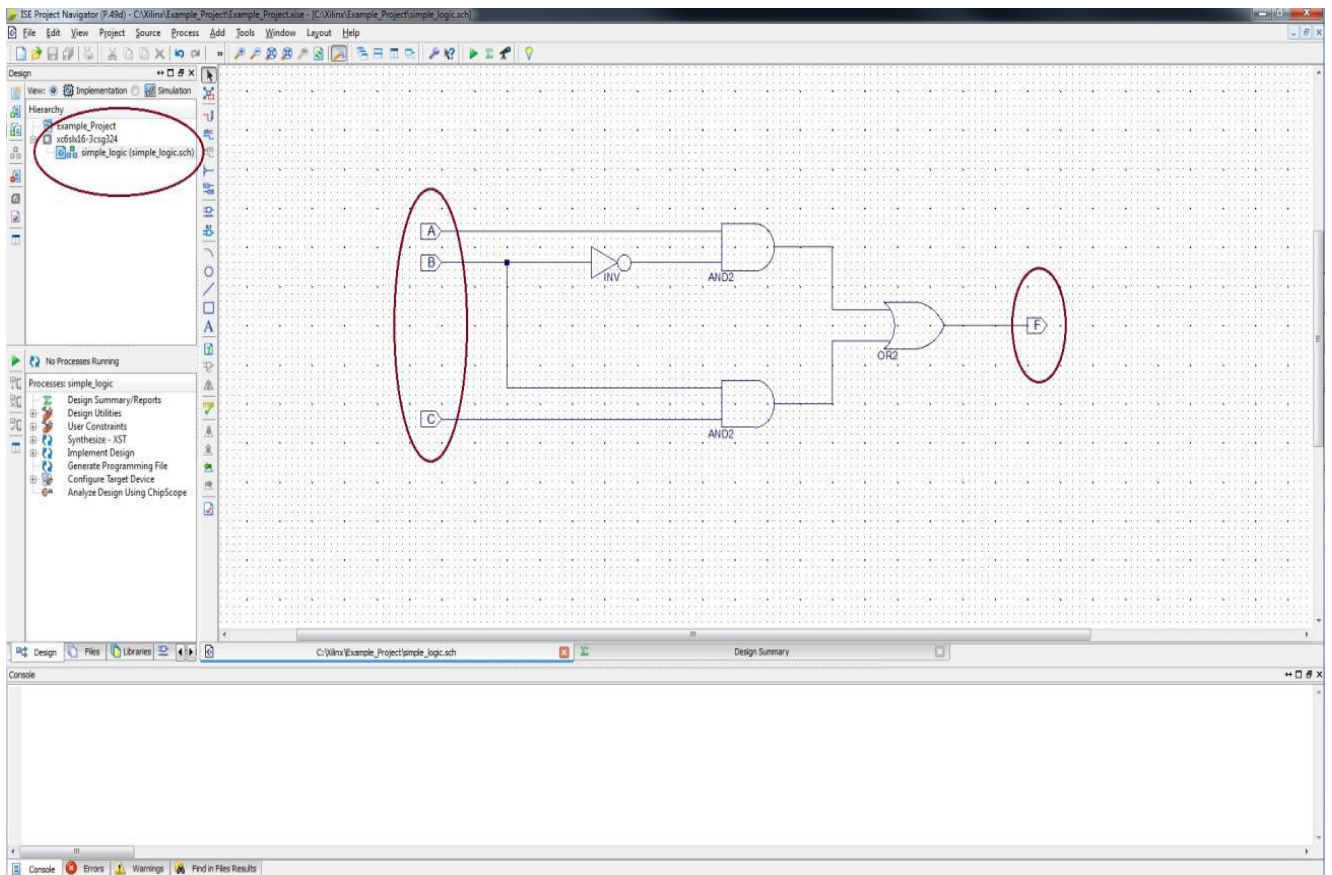 ISE Project Navigator (P.49d) - C:\Xilinx\Example_Project\Example_Project.xise - [C:\Xilinx\Example_Project\simple_logic.sch]
File Edit View Project Source Process Add Tools Window Layout Help
Design
View: Implementation Simulation
Hierarchy
Example_Project
xc6slx16-3csg324
simple_logic (simple_logic.sch)
A
B
INV
AND2
F
OR2
C
AND2
No Processes Running
Processes: simple_logic
Design Summary/Reports
Design Utilities
User Constraints
Synthesize - XST
Implement Design
Generate Programming File
Configure Target Device
Analyze Design Using ChipScope
Design Files Libraries
C:\Xilinx\Example_Project\simple_logic.sch Design Summary
Console
Console Errors Warnings Find in Files Results